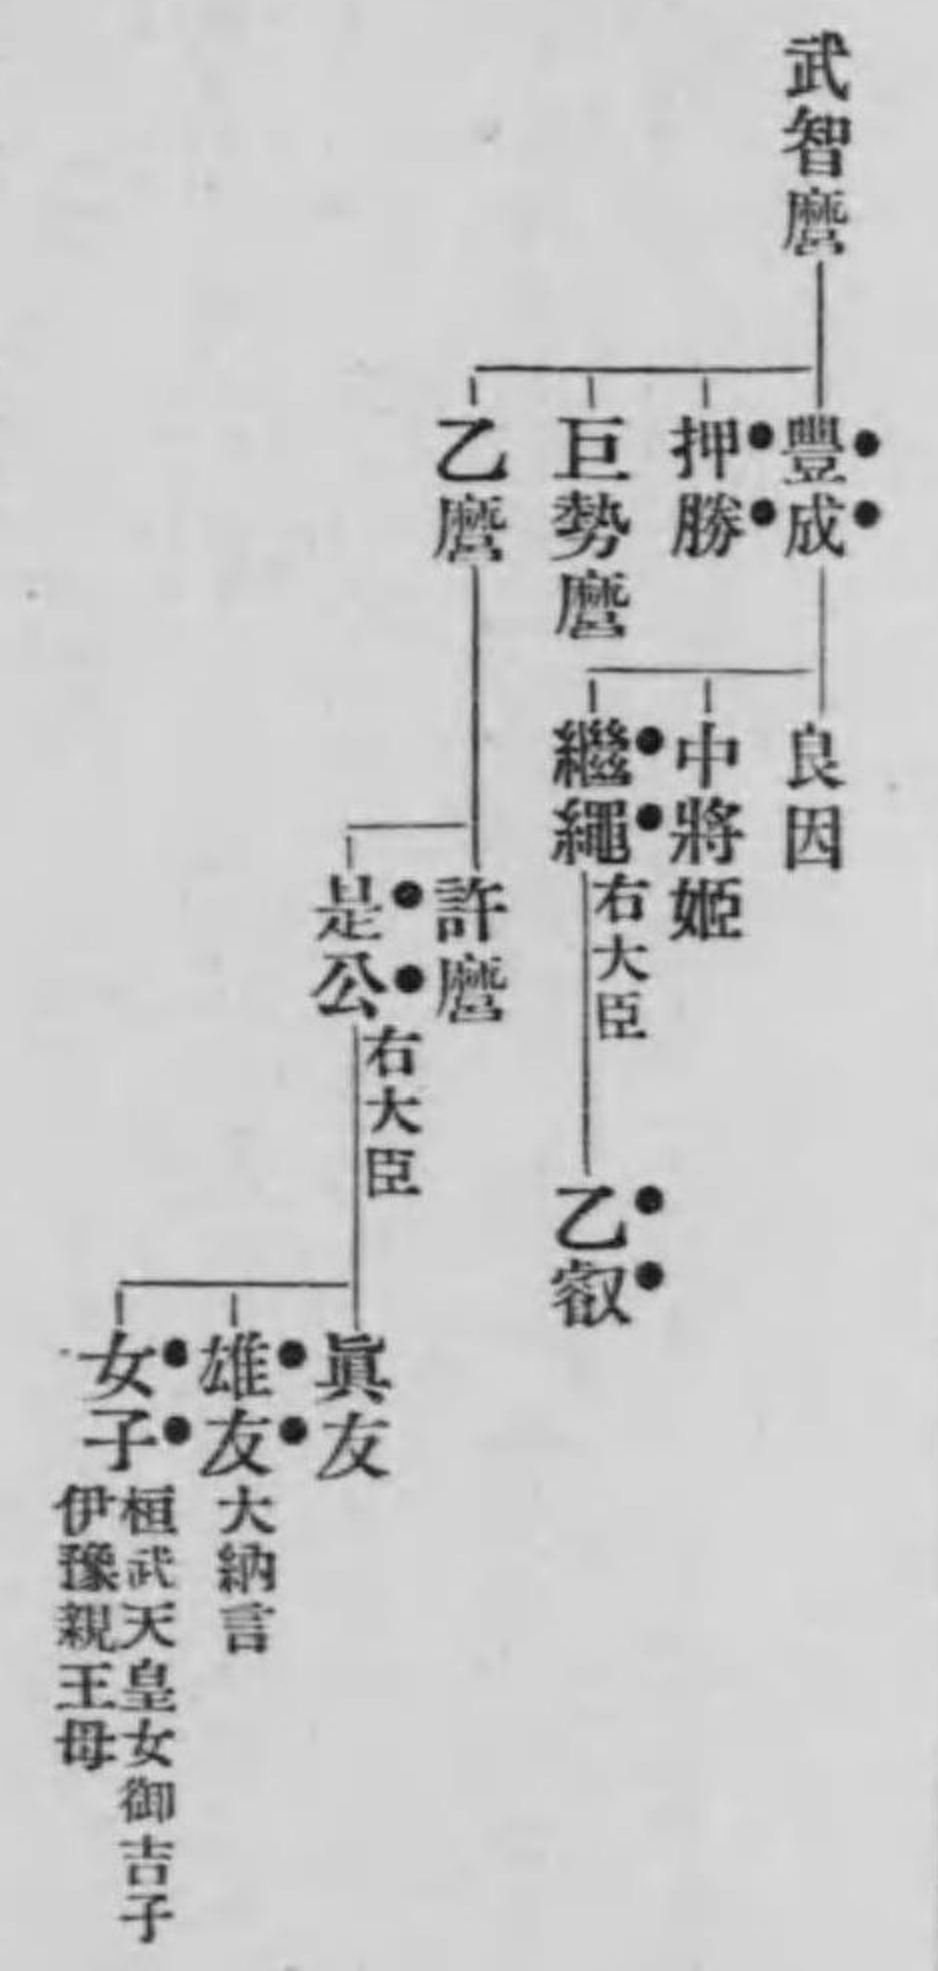 武智麿
豐成
押勝
巨勢麿
乙麿
良因
中將姬
繼繩
右大臣
乙叡
許麿
是公
右大臣
眞友
雄友
大納言
女子
桓武天皇女御吉子
伊豫親王母